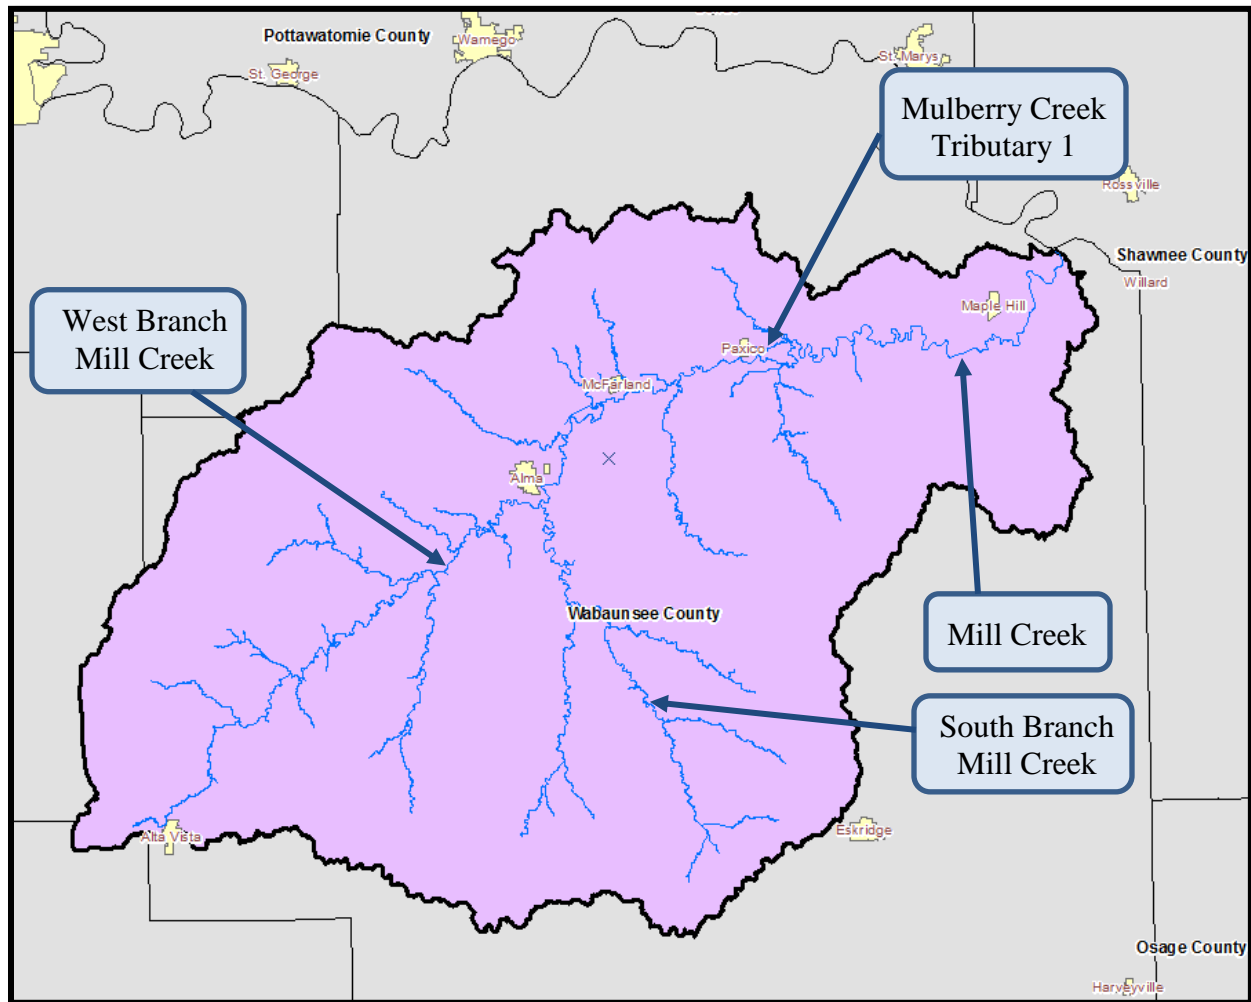 Pottawatomie County
Wamego
St. Marys
St. George
Mulberry Creek
Tributary 1
Rossville
Shawnee County
Willard
Maple Hill
West Branch
Mill Creek
Paxico
McFarland
Alma
Wabaunsee County
Mill Creek
South Branch
Mill Creek
Alta Vista
Eskridge
Osage County
Harveyville